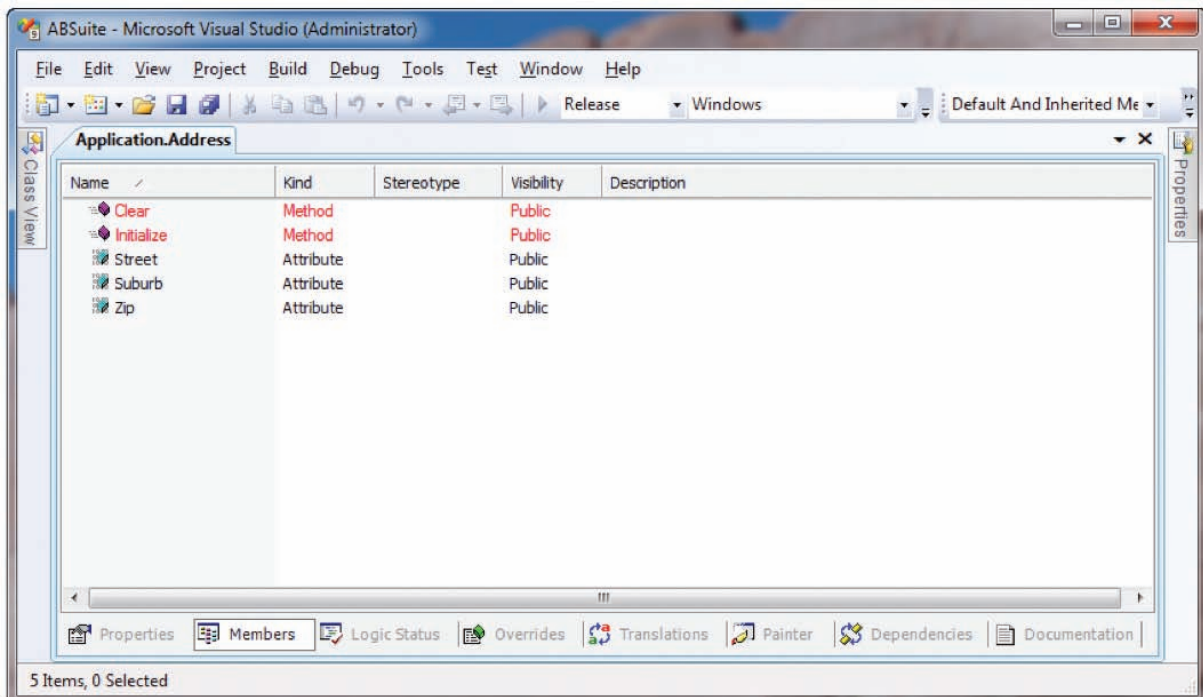 ABSuite - Microsoft Visual Studio (Administrator)
File Edit View Project Build Debug Tools Test Window Help
Release Windows Default And Inherited Me
Class View
Application.Address
Properties
Name Kind Stereotype Visibility Description
Clear Method Public
Initialize Method Public
Street Attribute Public
Suburb Attribute Public
Zip Attribute Public
Properties Members Logic Status Overrides Translations Painter Dependencies Documentation
5 Items, 0 Selected